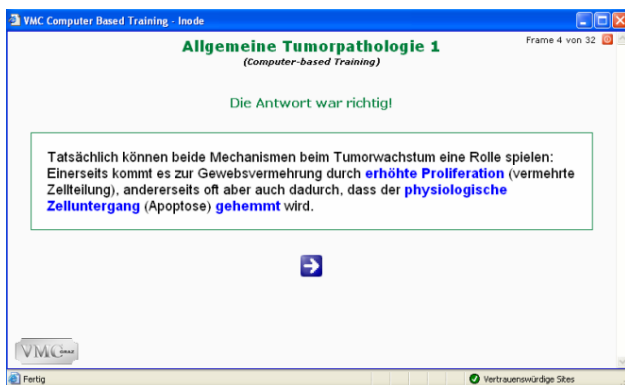 VMC Computer Based Training - Inode
Frame 4 von 32
Allgemeine Tumorpathologie 1
(Computer-based Training)
Die Antwort war richtig!
Tatsächlich können beide Mechanismen beim Tumorwachstum eine Rolle spielen:
Einerseits kommt es zur Gewebsvermehrung durch erhöhte Proliferation (vermehrte
Zellteilung), andererseits oft aber auch dadurch, dass der physiologische
Zelluntergang (Apoptose) gehemmt wird.
VMC GRAZ
Fertig
Vertrauenswürdige Sites